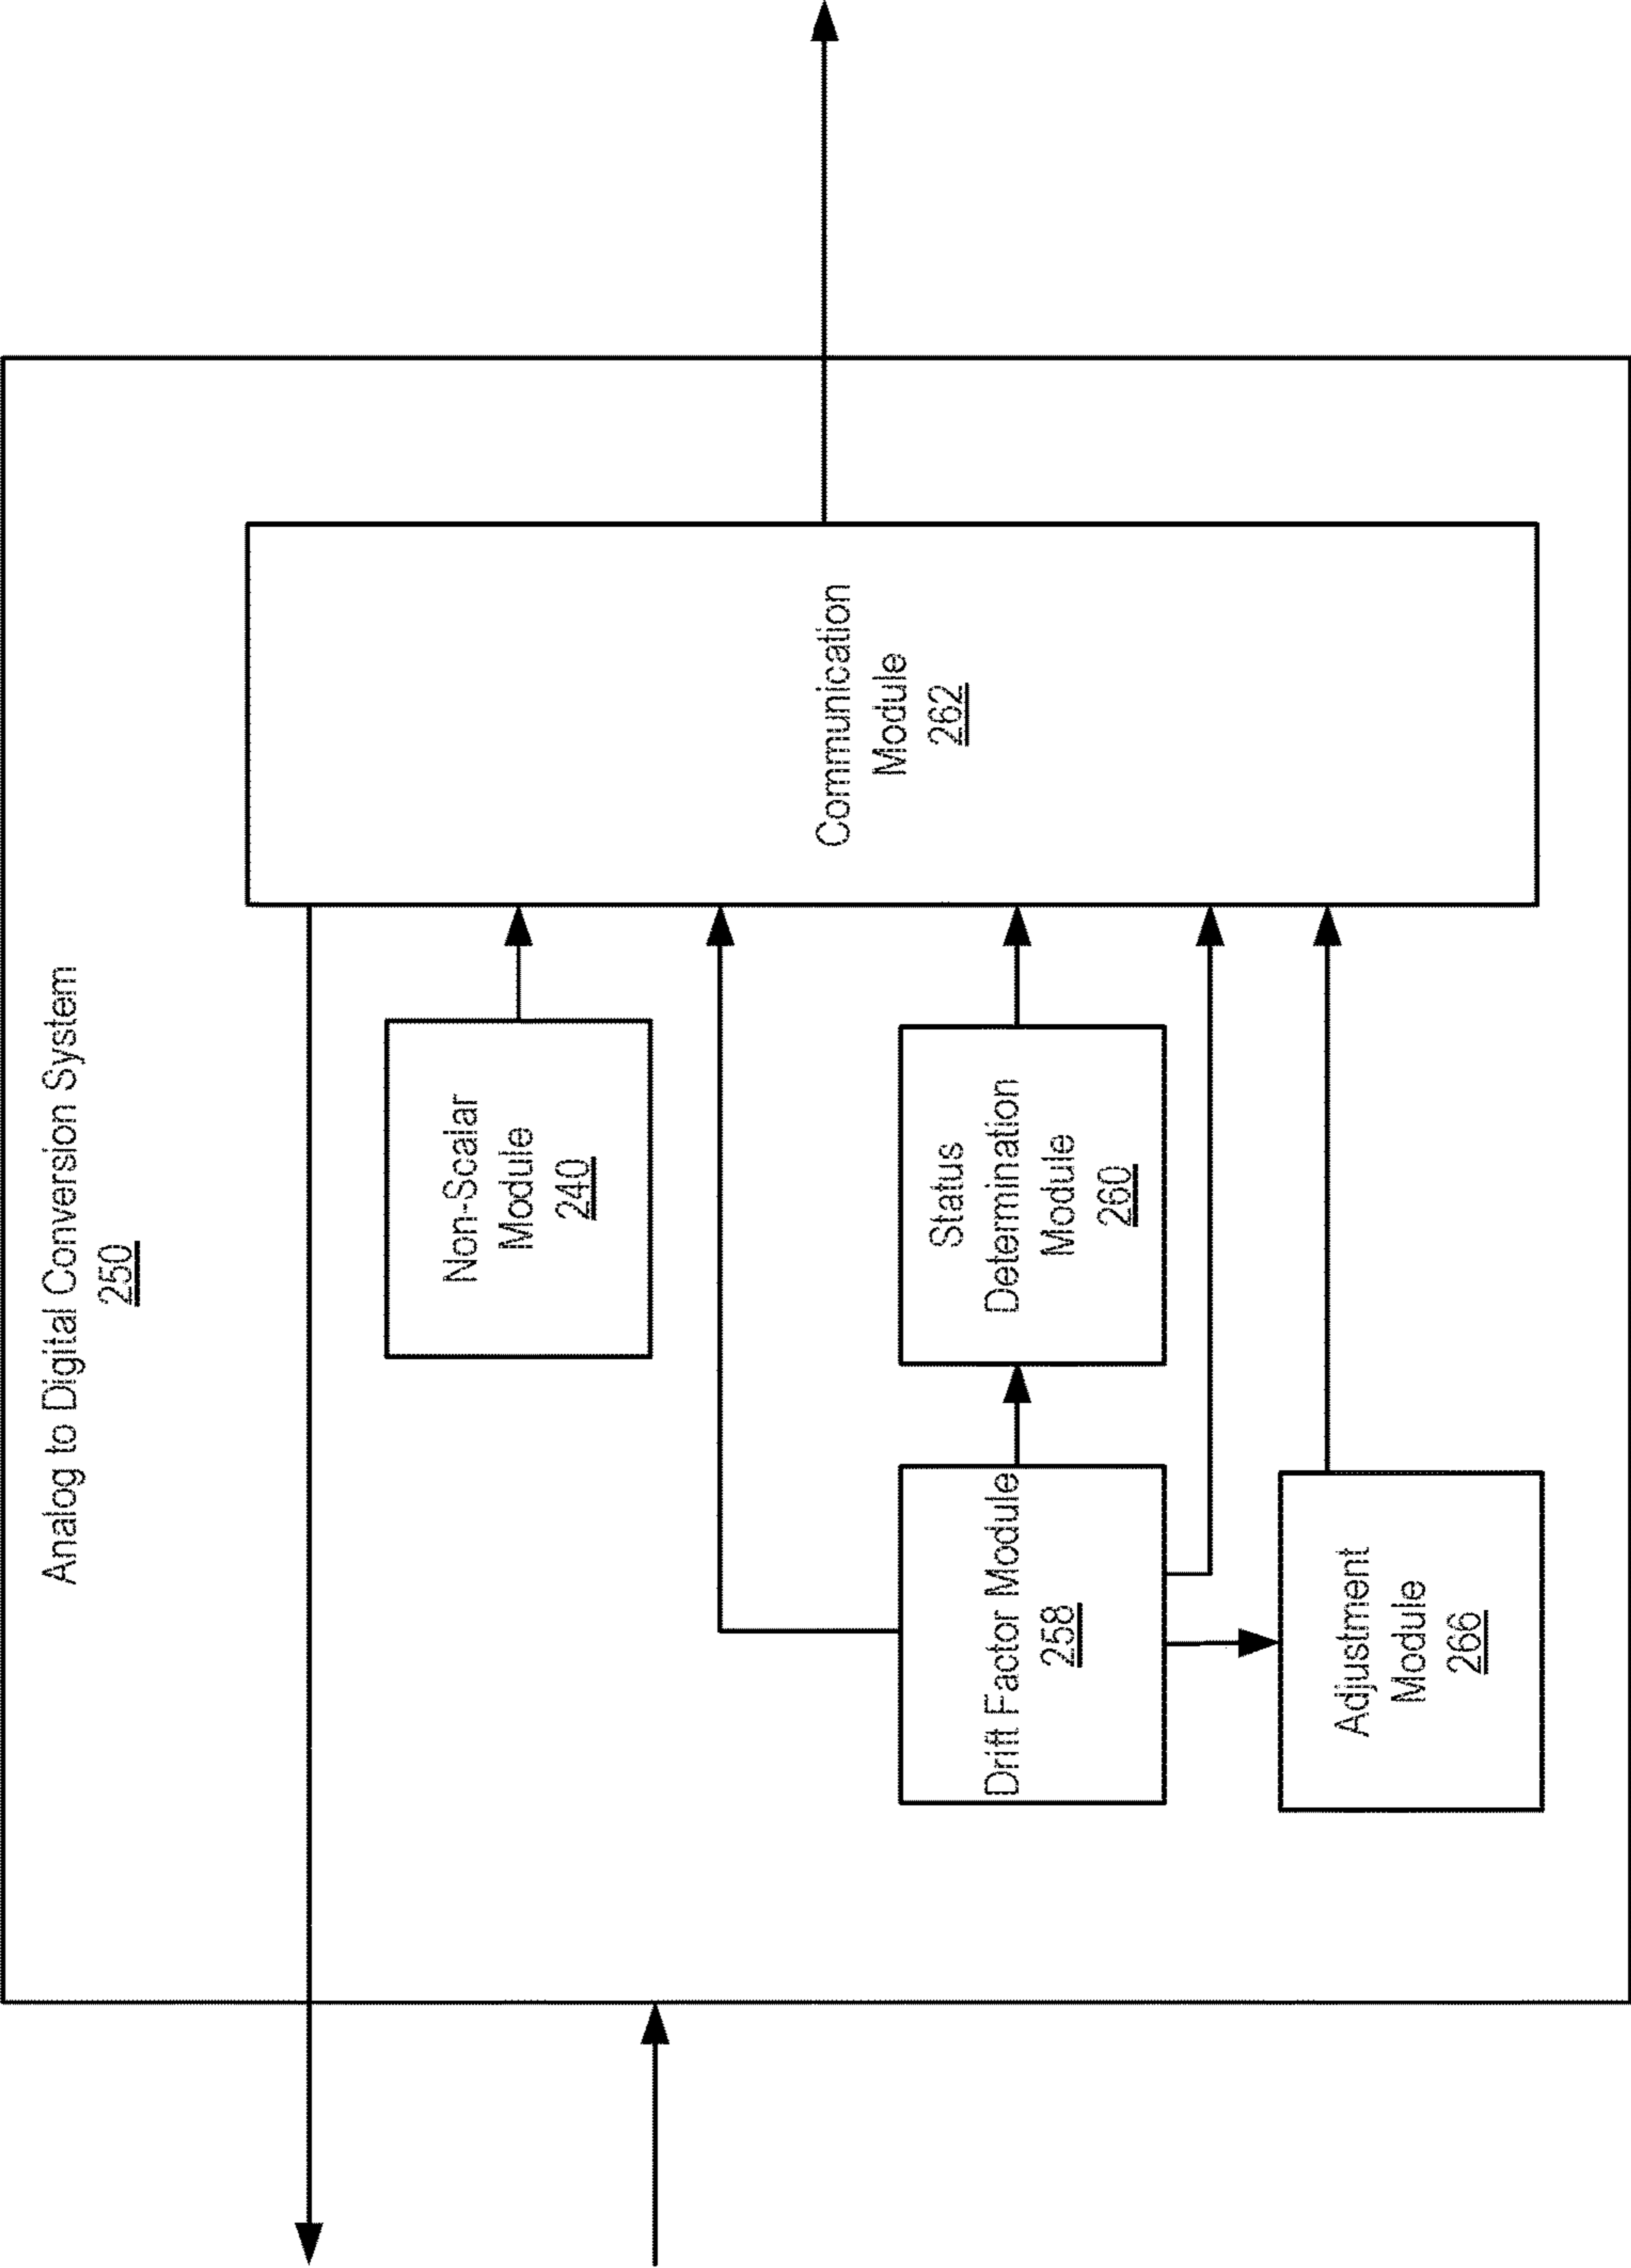 Analog to Digital Conversion System
250
Non-Scalar
Module
240
Communication
Module
262
Status
Determination
Module
260
Drift Factor Module
258
Adjustment
Module
266